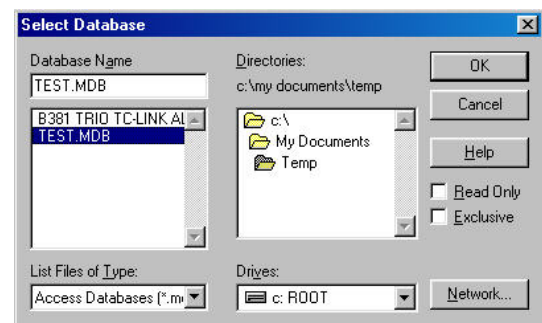 Select Database
Database Name
TEST.MDB
B381 TRIO TC-LINK
TEST.MDB
List Files of Type:
Access Databases (*.m
Directories:
c:\my documents\temp
c:\
My Documents
Temp
Drives:
c: ROOT
OK
Cancel
Help
Read Only
Exclusive
Network...